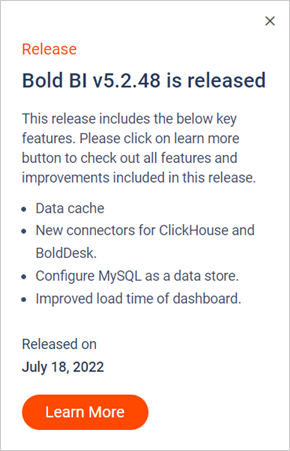 Release
Bold BI v5.2.48 is released
This release includes the below key
features. Please click on learn more
button to check out all features and
improvements included in this release.
• Data cache
• New connectors for ClickHouse and
BoldDesk.
• Configure MySQL as a data store.
• Improved load time of dashboard.
Released on
July 18, 2022
Learn More